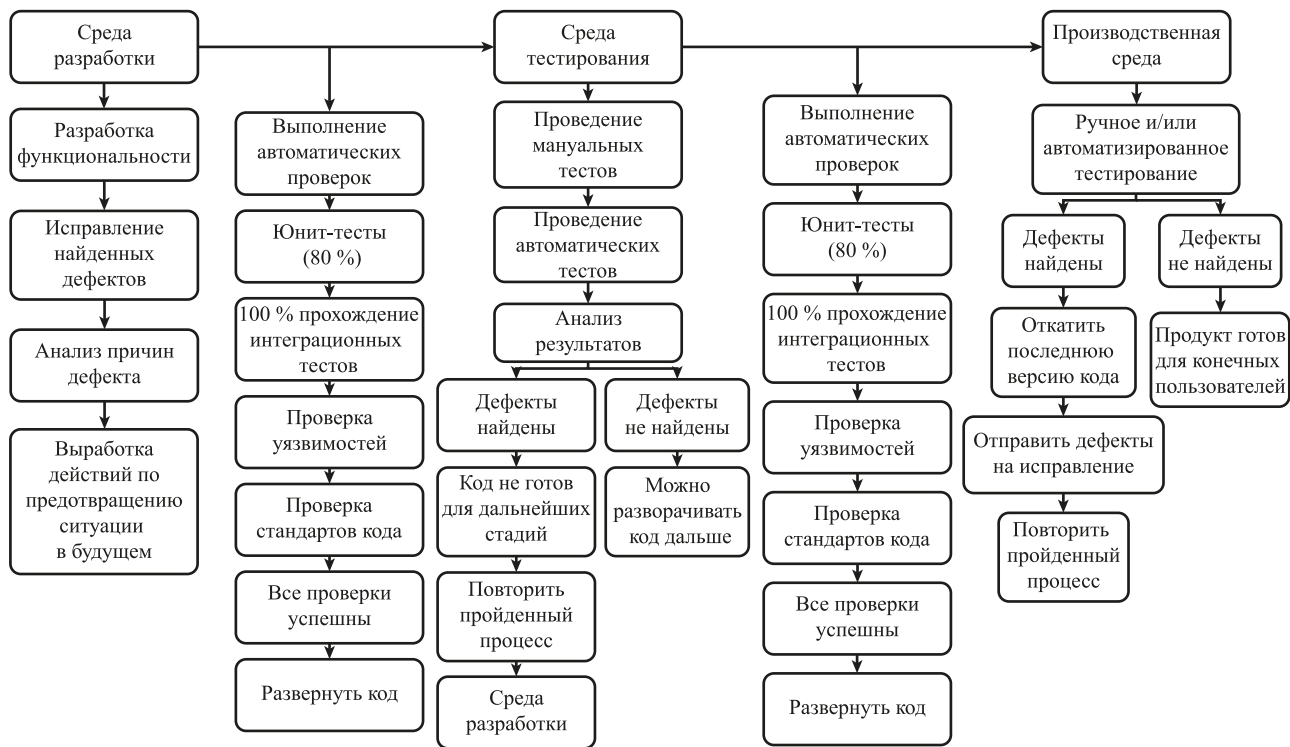 Среда
разработки
Разработка
функциональности
Исправление
найденных
дефектов
Анализ причин
дефекта
Выработка
действий по
предотвращению
ситуации
в будущем
Выполнение
автоматических
проверок
Юнит-тесты
(80 %)
100 % прохождение
интеграционных
тестов
Проверка
уязвимостей
Проверка
стандартов кода
Все проверки
успешны
Развернуть код
Среда
тестирования
Проведение
мануальных
тестов
Проведение
автоматических
тестов
Анализ
результатов
Дефекты
найдены
Код не готов
для дальнейших
стадий
Повторить
пройденный
процесс
Среда
разработки
Дефекты
не найдены
Можно
разворачивать
код дальше
Выполнение
автоматических
проверок
Юнит-тесты
(80 %)
100 % прохождение
интеграционных
тестов
Проверка
уязвимостей
Проверка
стандартов кода
Все проверки
успешны
Развернуть код
Производственная
среда
Ручное и/или
автоматизированное
тестирование
Дефекты
найдены
Откатить
последнюю
версию кода
Отправить дефекты
на исправление
Повторить
пройденный
процесс
Дефекты
не найдены
Продукт готов
для конечных
пользователей